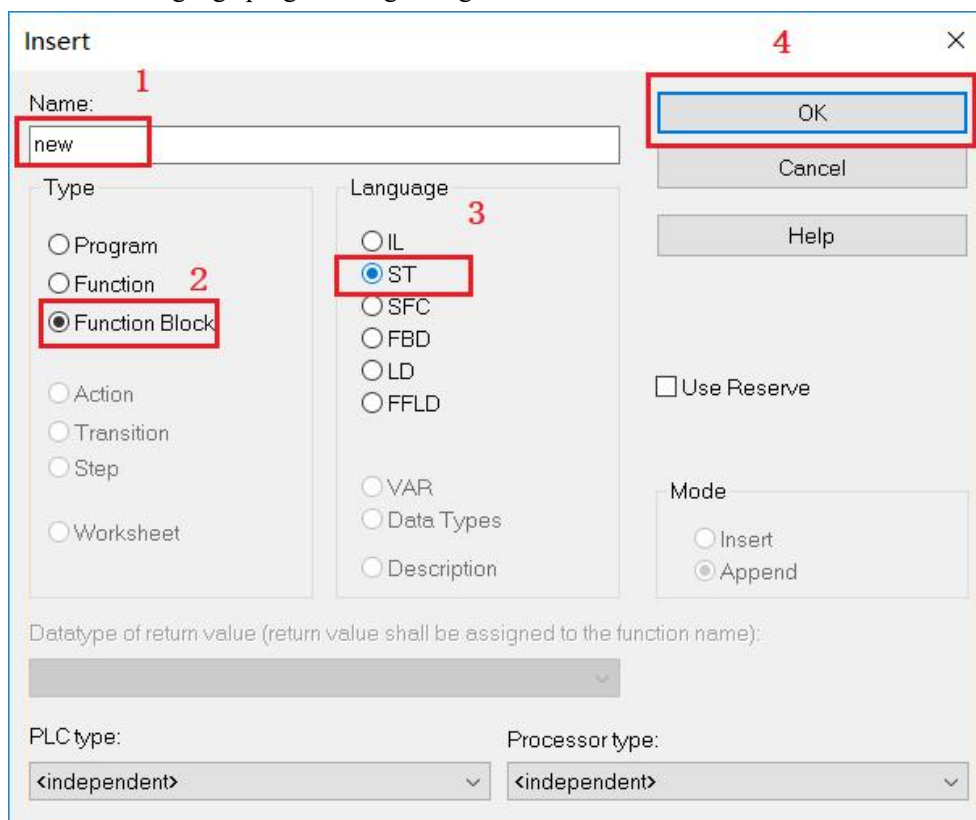 Insert
4
1
Name:
OK
new
Cancel
Type
Language
3
Help
Program
IL
Function
2
ST
Function Block
SFC
FBD
LD
Action
FFLD
Use Reserve
Transition
Step
VAR
Mode
Worksheet
Data Types
Insert
Description
Append
Datatype of return value (return value shall be assigned to the function name):
PLC type:
Processor type:
<independent>
<independent>